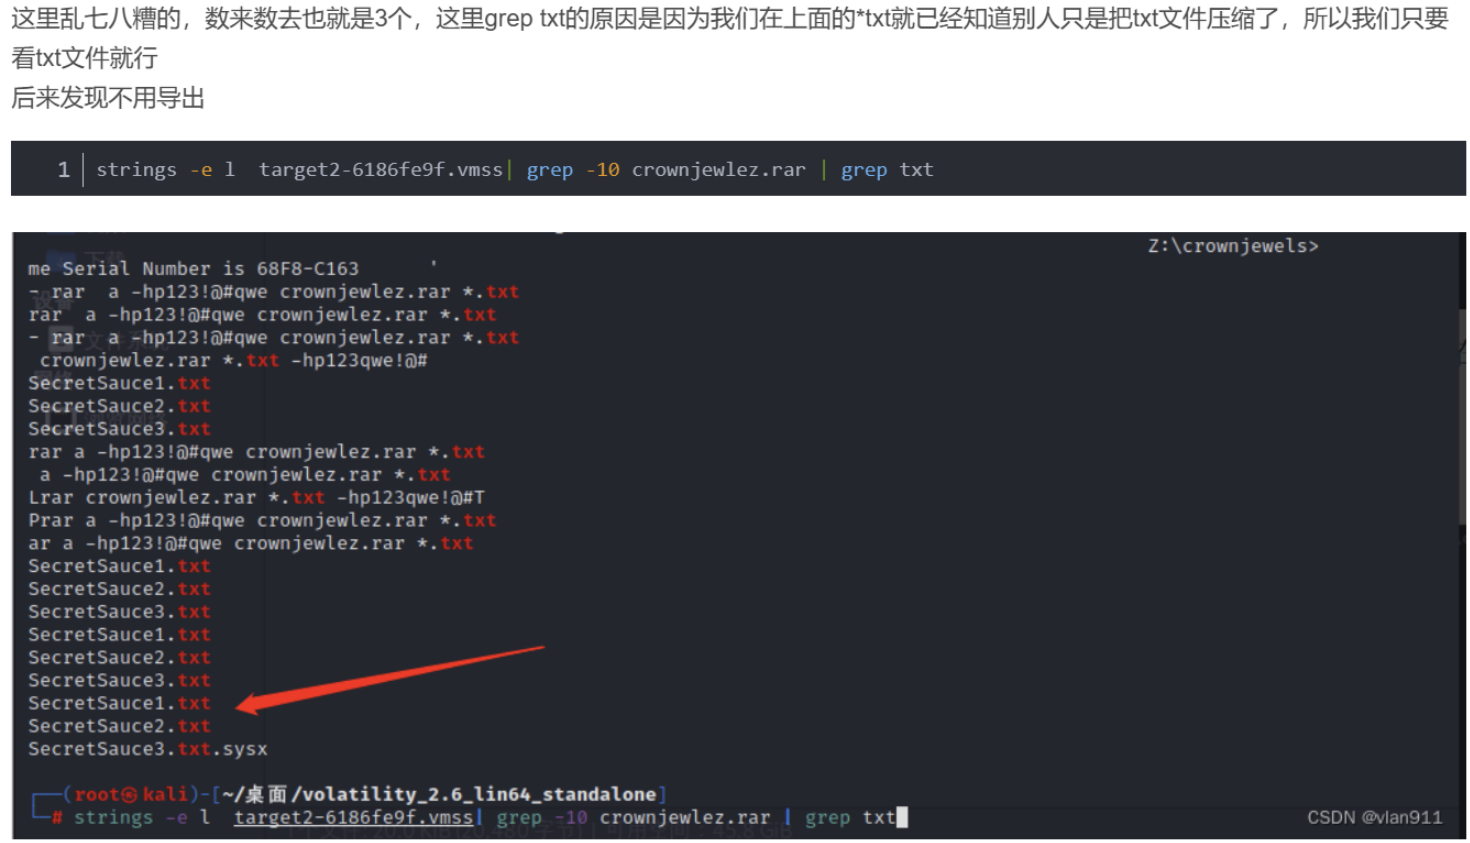 这里乱七八糟的，数来数去也就是3个，这里grep txt的原因是因为我们在上面的*txt就已经知道别人只是把txt文件压缩了，所以我们只要
看txt文件就行
后来发现不用导出
1 strings -e l  target2-6186fe9f.vmss| grep -10 crownjewlez.rar | grep txt
Z:\crownjewels>
me Serial Number is 68F8-C163      '
- rar  a -hp123!@#qwe crownjewlez.rar *.txt
rar  a -hp123!@#qwe crownjewlez.rar *.txt
- rar  a -hp123!@#qwe crownjewlez.rar *.txt
crownjewlez.rar *.txt -hp123qwe!@#
SecretSauce1.txt
SecretSauce2.txt
SecretSauce3.txt
rar a -hp123!@#qwe crownjewlez.rar *.txt
a -hp123!@#qwe crownjewlez.rar *.txt
Lrar crownjewlez.rar *.txt -hp123qwe!@#T
Prar a -hp123!@#qwe crownjewlez.rar *.txt
ar a -hp123!@#qwe crownjewlez.rar *.txt
SecretSauce1.txt
SecretSauce2.txt
SecretSauce3.txt
SecretSauce1.txt
SecretSauce2.txt
SecretSauce3.txt
SecretSauce1.txt
SecretSauce2.txt
SecretSauce3.txt.sysx
(root㉿kali)-[~/桌面/volatility_2.6_lin64_standalone]
# strings -e l  target2-6186fe9f.vmss| grep -10 crownjewlez.rar | grep txt
CSDN @vlan911